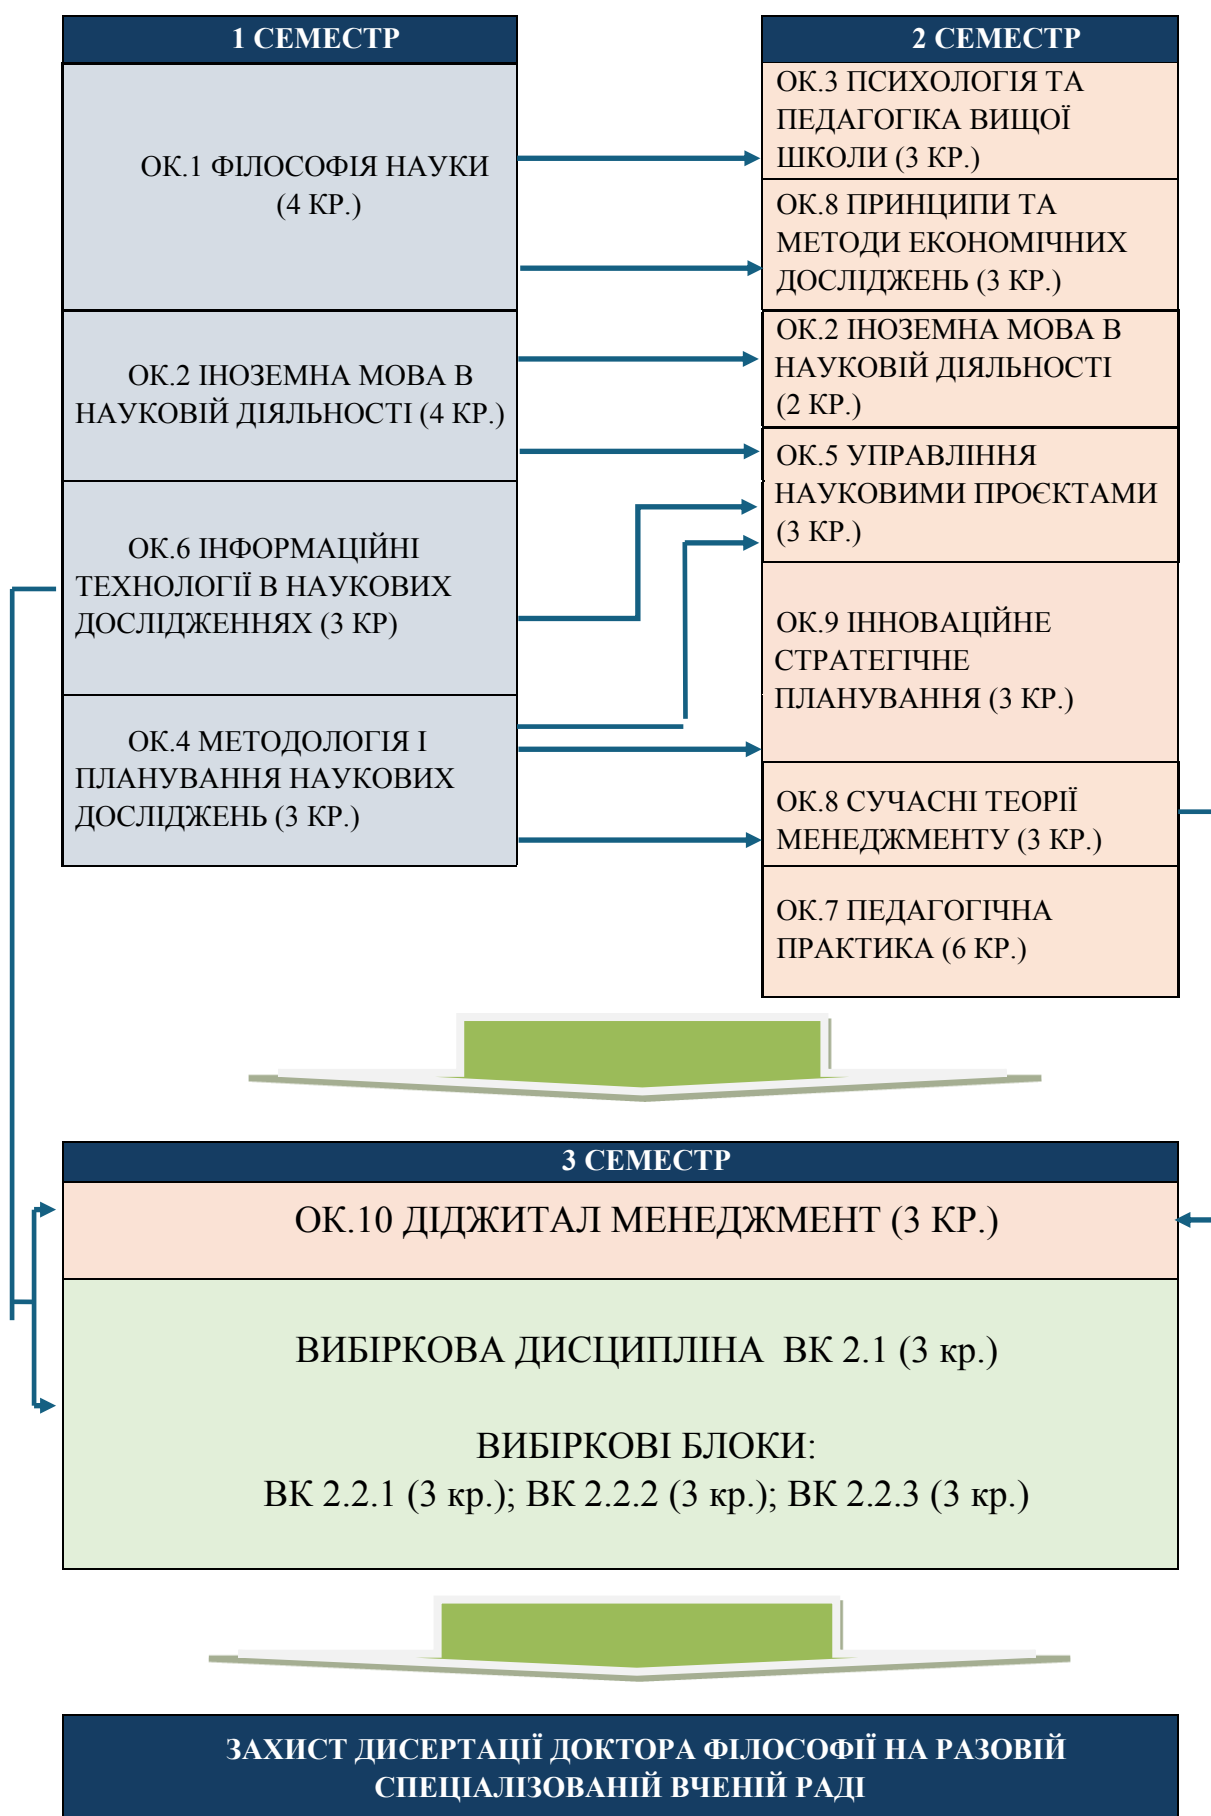 1 СЕМЕСТР
ОК.1 ФІЛОСОФІЯ НАУКИ
(4 КР.)
ОК.2 ІНОЗЕМНА МОВА В
НАУКОВІЙ ДІЯЛЬНОСТІ (4 КР.)
ОК.6 ІНФОРМАЦІЙНІ
ТЕХНОЛОГІЇ В НАУКОВИХ
ДОСЛІДЖЕННЯХ (3 КР)
ОК.4 МЕТОДОЛОГІЯ І
ПЛАНУВАННЯ НАУКОВИХ
ДОСЛІДЖЕНЬ (3 КР.)
2 СЕМЕСТР
ОК.3 ПСИХОЛОГІЯ ТА
ПЕДАГОГІКА ВИЩОЇ
ШКОЛИ (3 КР.)
ОК.8 ПРИНЦИПИ ТА
МЕТОДИ ЕКОНОМІЧНИХ
ДОСЛІДЖЕНЬ (3 КР.)
ОК.2 ІНОЗЕМНА МОВА В
НАУКОВІЙ ДІЯЛЬНОСТІ
(2 КР.)
ОК.5 УПРАВЛІННЯ
НАУКОВИМИ ПРОЄКТАМИ
(3 КР.)
ОК.9 ІННОВАЦІЙНЕ
СТРАТЕГІЧНЕ
ПЛАНУВАННЯ (3 КР.)
ОК.8 СУЧАСНІ ТЕОРІЇ
МЕНЕДЖМЕНТУ (3 КР.)
ОК.7 ПЕДАГОГІЧНА
ПРАКТИКА (6 КР.)
3 СЕМЕСТР
ОК.10 ДІДЖИТАЛ МЕНЕДЖМЕНТ (3 КР.)
ВИБІРКОВА ДИСЦИПЛІНА ВК 2.1 (3 кр.)
ВИБІРКОВІ БЛОКИ:
ВК 2.2.1 (3 кр.); ВК 2.2.2 (3 кр.); ВК 2.2.3 (3 кр.)
ЗАХИСТ ДИСЕРТАЦІЇ ДОКТОРА ФІЛОСОФІЇ НА РАЗОВІЙ
СПЕЦІАЛІЗОВАНІЙ ВЧЕНІЙ РАДІ